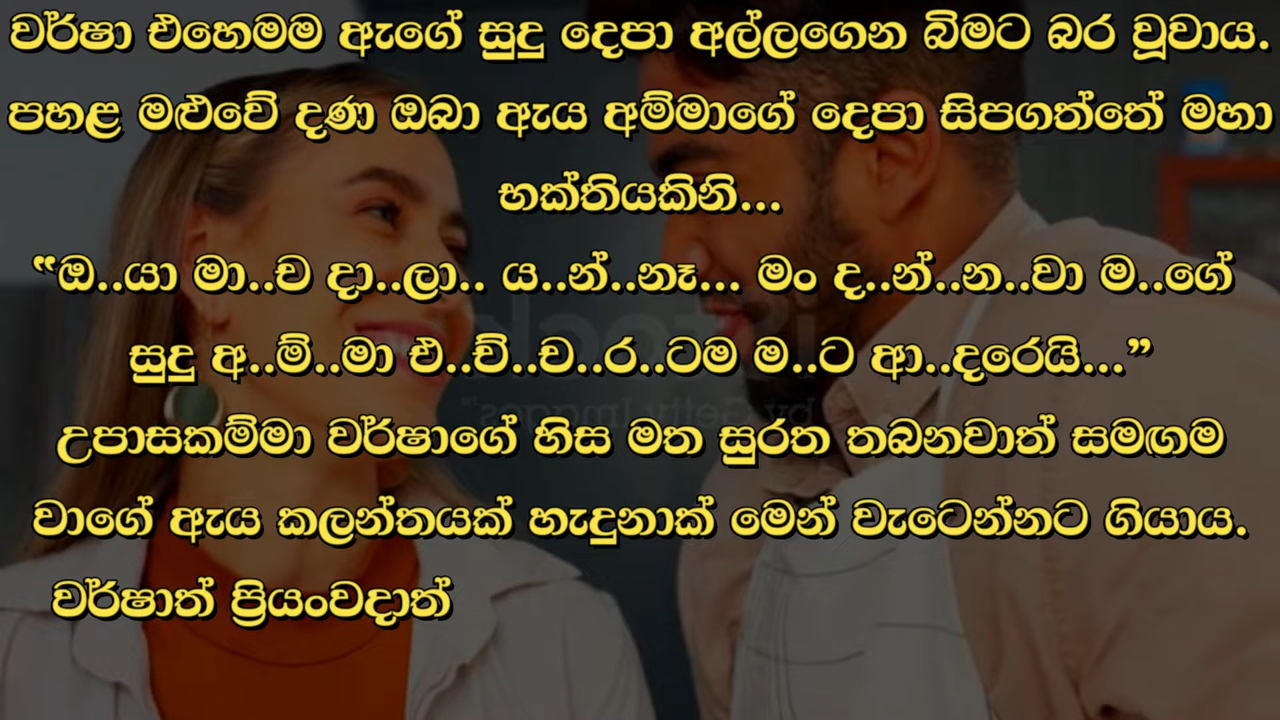 වර්ෂා එහෙමම ඇගේ සුදු දෙපා අල්ලගෙන බිමට බර වූවාය.
පහළ මළුවේ දණ ඔබා ඇය අම්මාගේ දෙපා සිපගත්තේ මහා
භක්තියකිනි...
“ඔ..යා මා..ව දා..ලා.. ය..න්..නෑ... මං ද..න්..න..වා ම..ගේ
සුදු අ..ම්..මා එ..ච්..ච..ර..ටම ම..ට ආ..දරෙයි...”
උපාසකම්මා වර්ෂාගේ හිස මත සුරත තබනවාත් සමඟම
වාගේ ඇය කලන්තයක් හැදුනාක් මෙන් වැටෙන්නට ගියාය.
වර්ෂාත් ප්‍රියංවදාත්